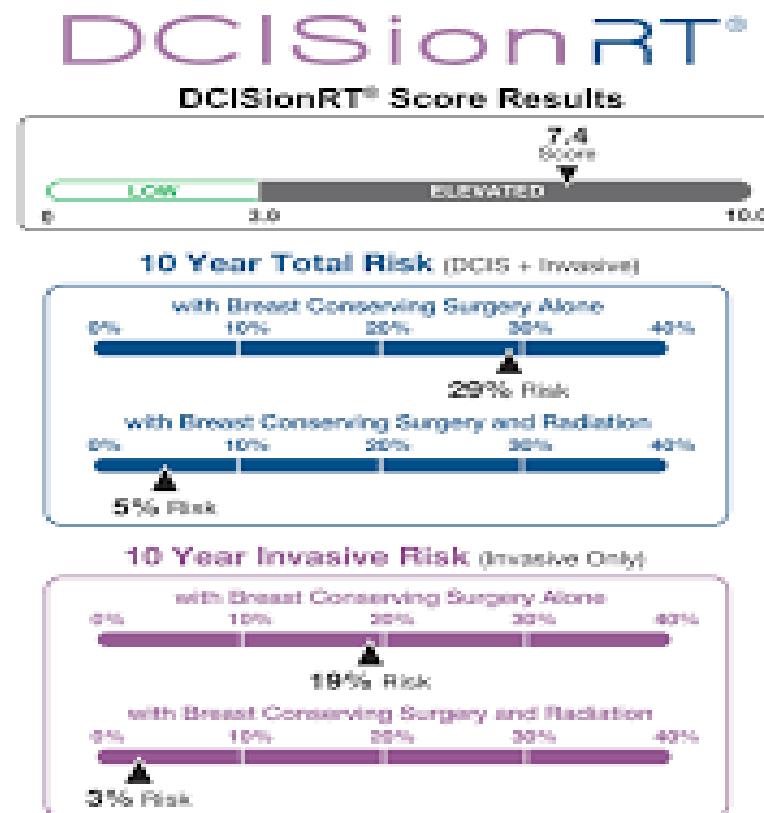 DCISionRT®
DCISionRT® Score Results
7.4
Score
LOW ELEVATED
0 3.0 10.0
10 Year Total Risk (DCIS + Invasive)
with Breast Conserving Surgery Alone
0% 10% 20% 30% 40%
29% Risk
with Breast Conserving Surgery and Radiation
0% 10% 20% 30% 40%
5% Risk
10 Year Invasive Risk (Invasive Only)
with Breast Conserving Surgery Alone
0% 10% 20% 30% 40%
19% Risk
with Breast Conserving Surgery and Radiation
0% 10% 20% 30% 40%
3% Risk